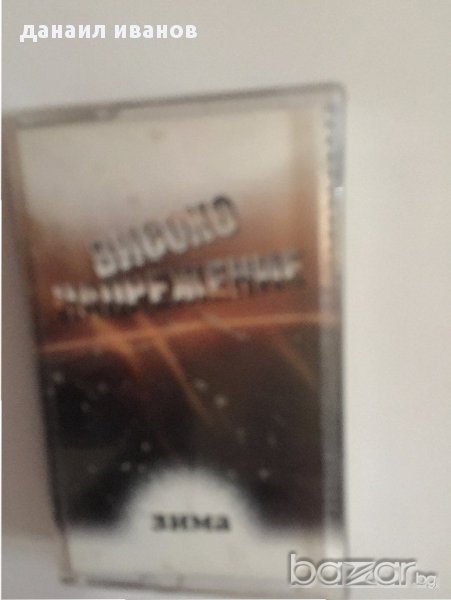 данаил иванов
ВИСОКО
НАПРЕЖЕНИЕ
зима
bazar.bg